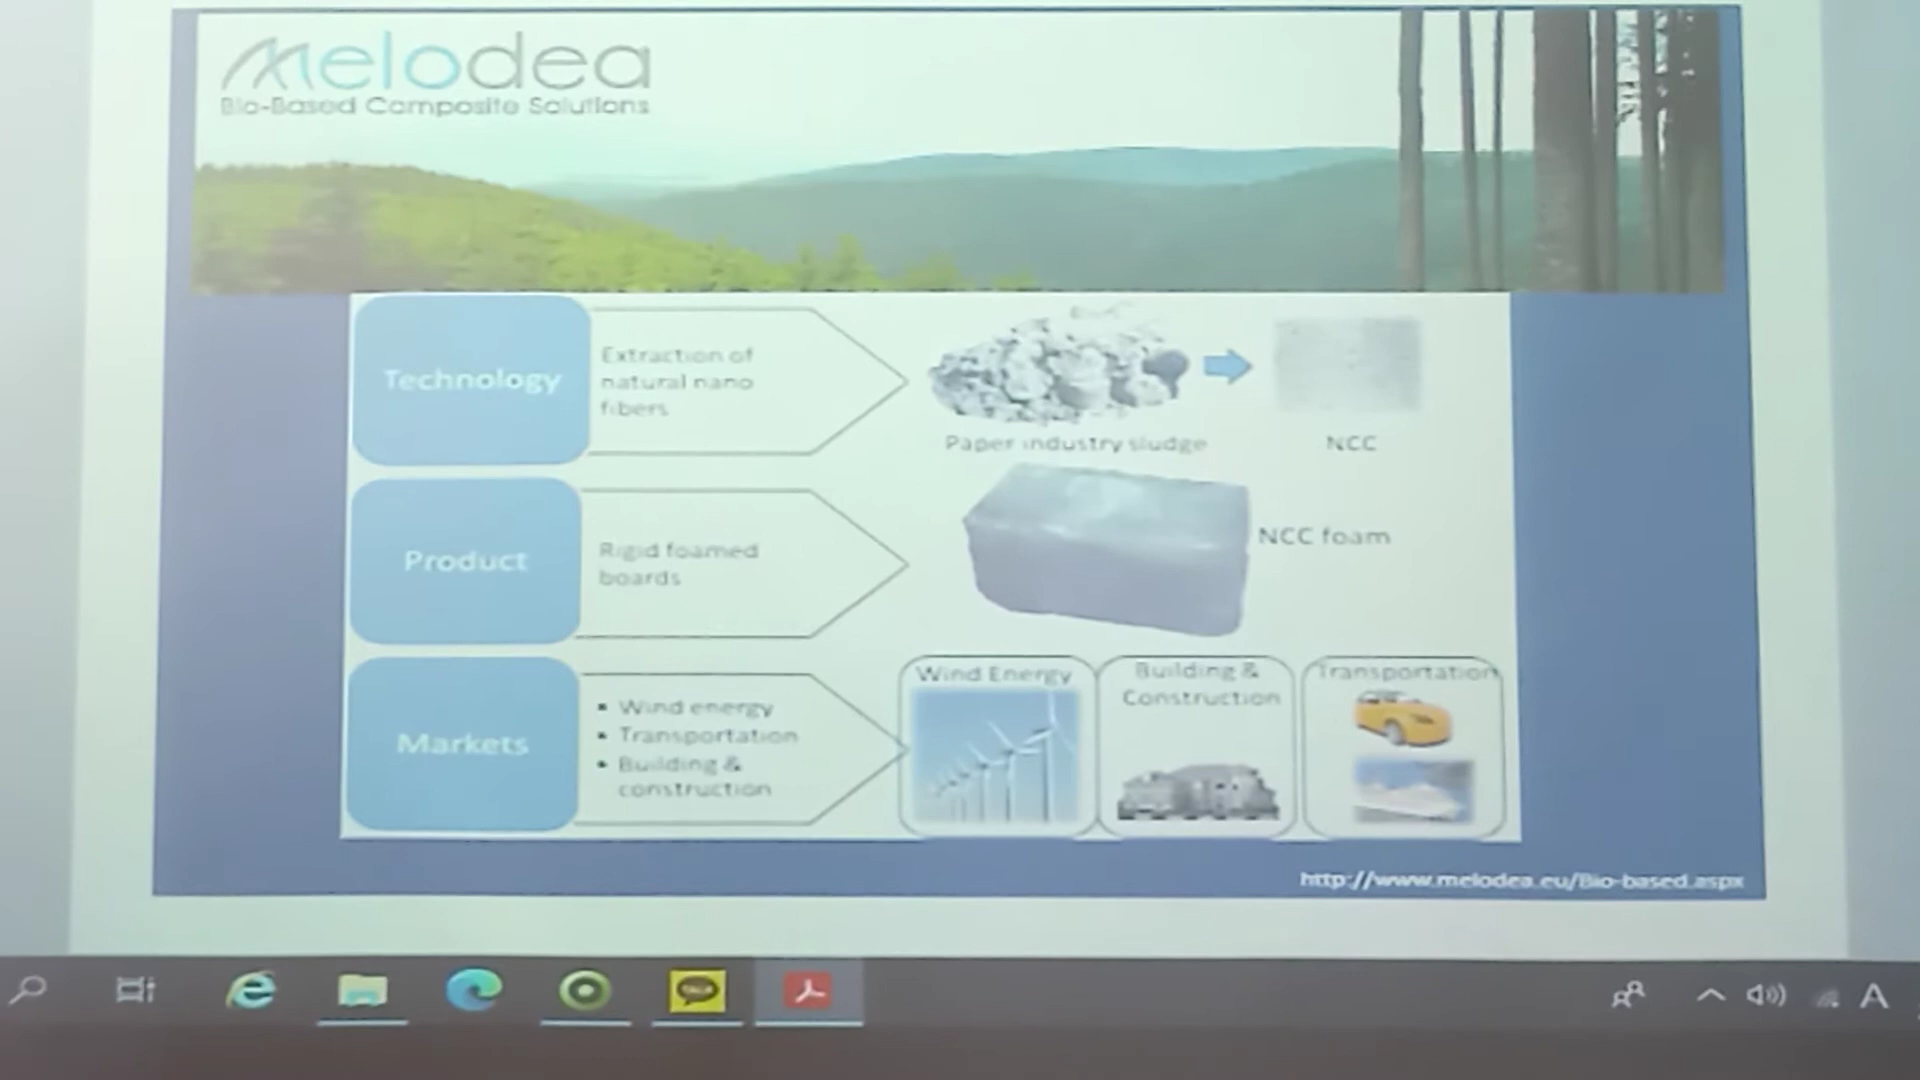 Melodea
Bio-Based Composite Solutions
Technology
Extraction of
natural nano
fibers
Paper industry sludge
NCC
Product
Rigid foamed
boards
NCC foam
Markets
▪ Wind energy
▪ Transportation
▪ Building &
construction
Wind Energy
Building &
Construction
Transportation
http://www.melodea.eu/Bio-based.aspx
TALK
A